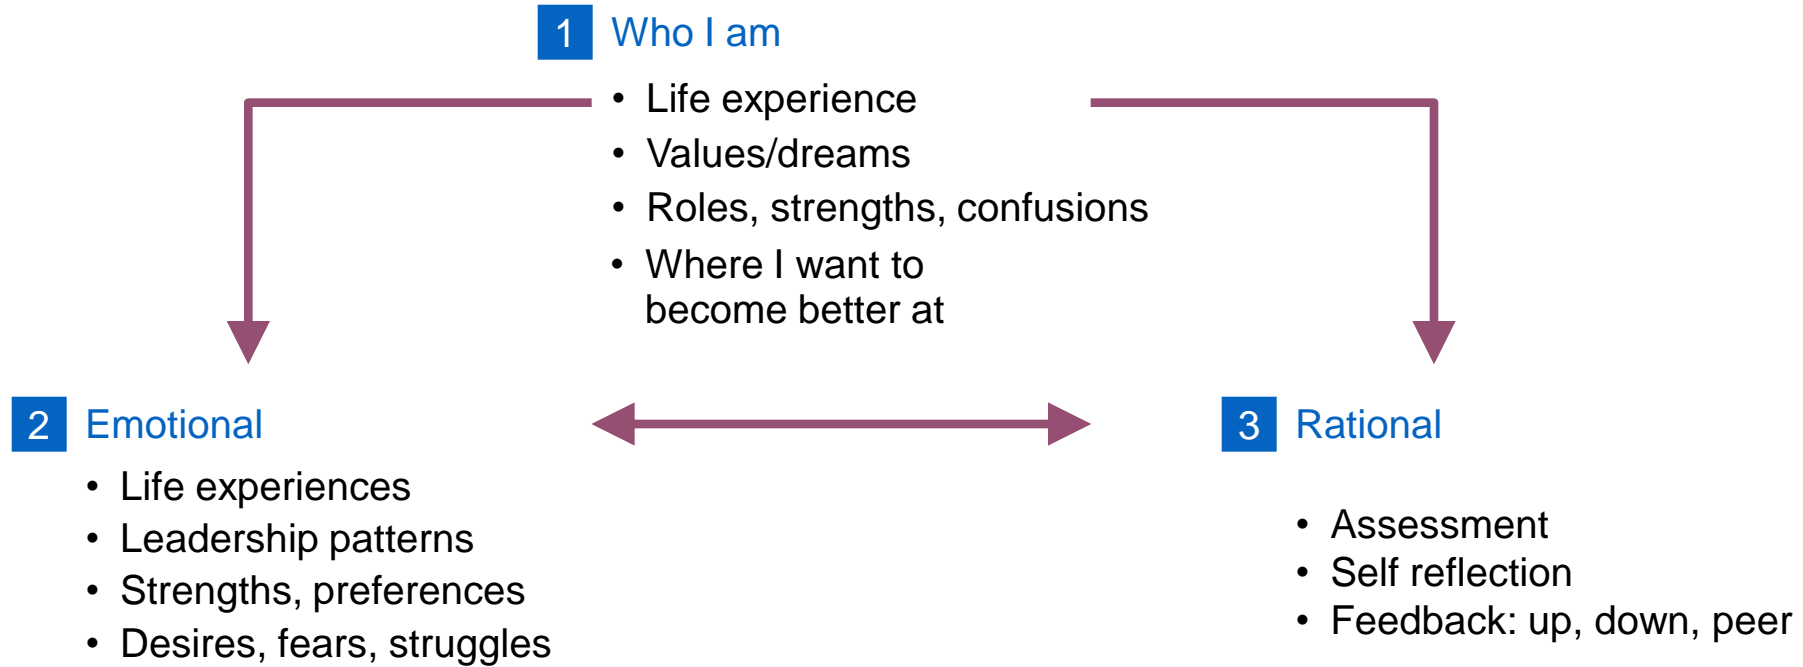 1 Who I am
• Life experience
• Values/dreams
• Roles, strengths, confusions
• Where I want to
become better at
2 Emotional
• Life experiences
• Leadership patterns
• Strengths, preferences
• Desires, fears, struggles
3 Rational
• Assessment
• Self reflection
• Feedback: up, down, peer